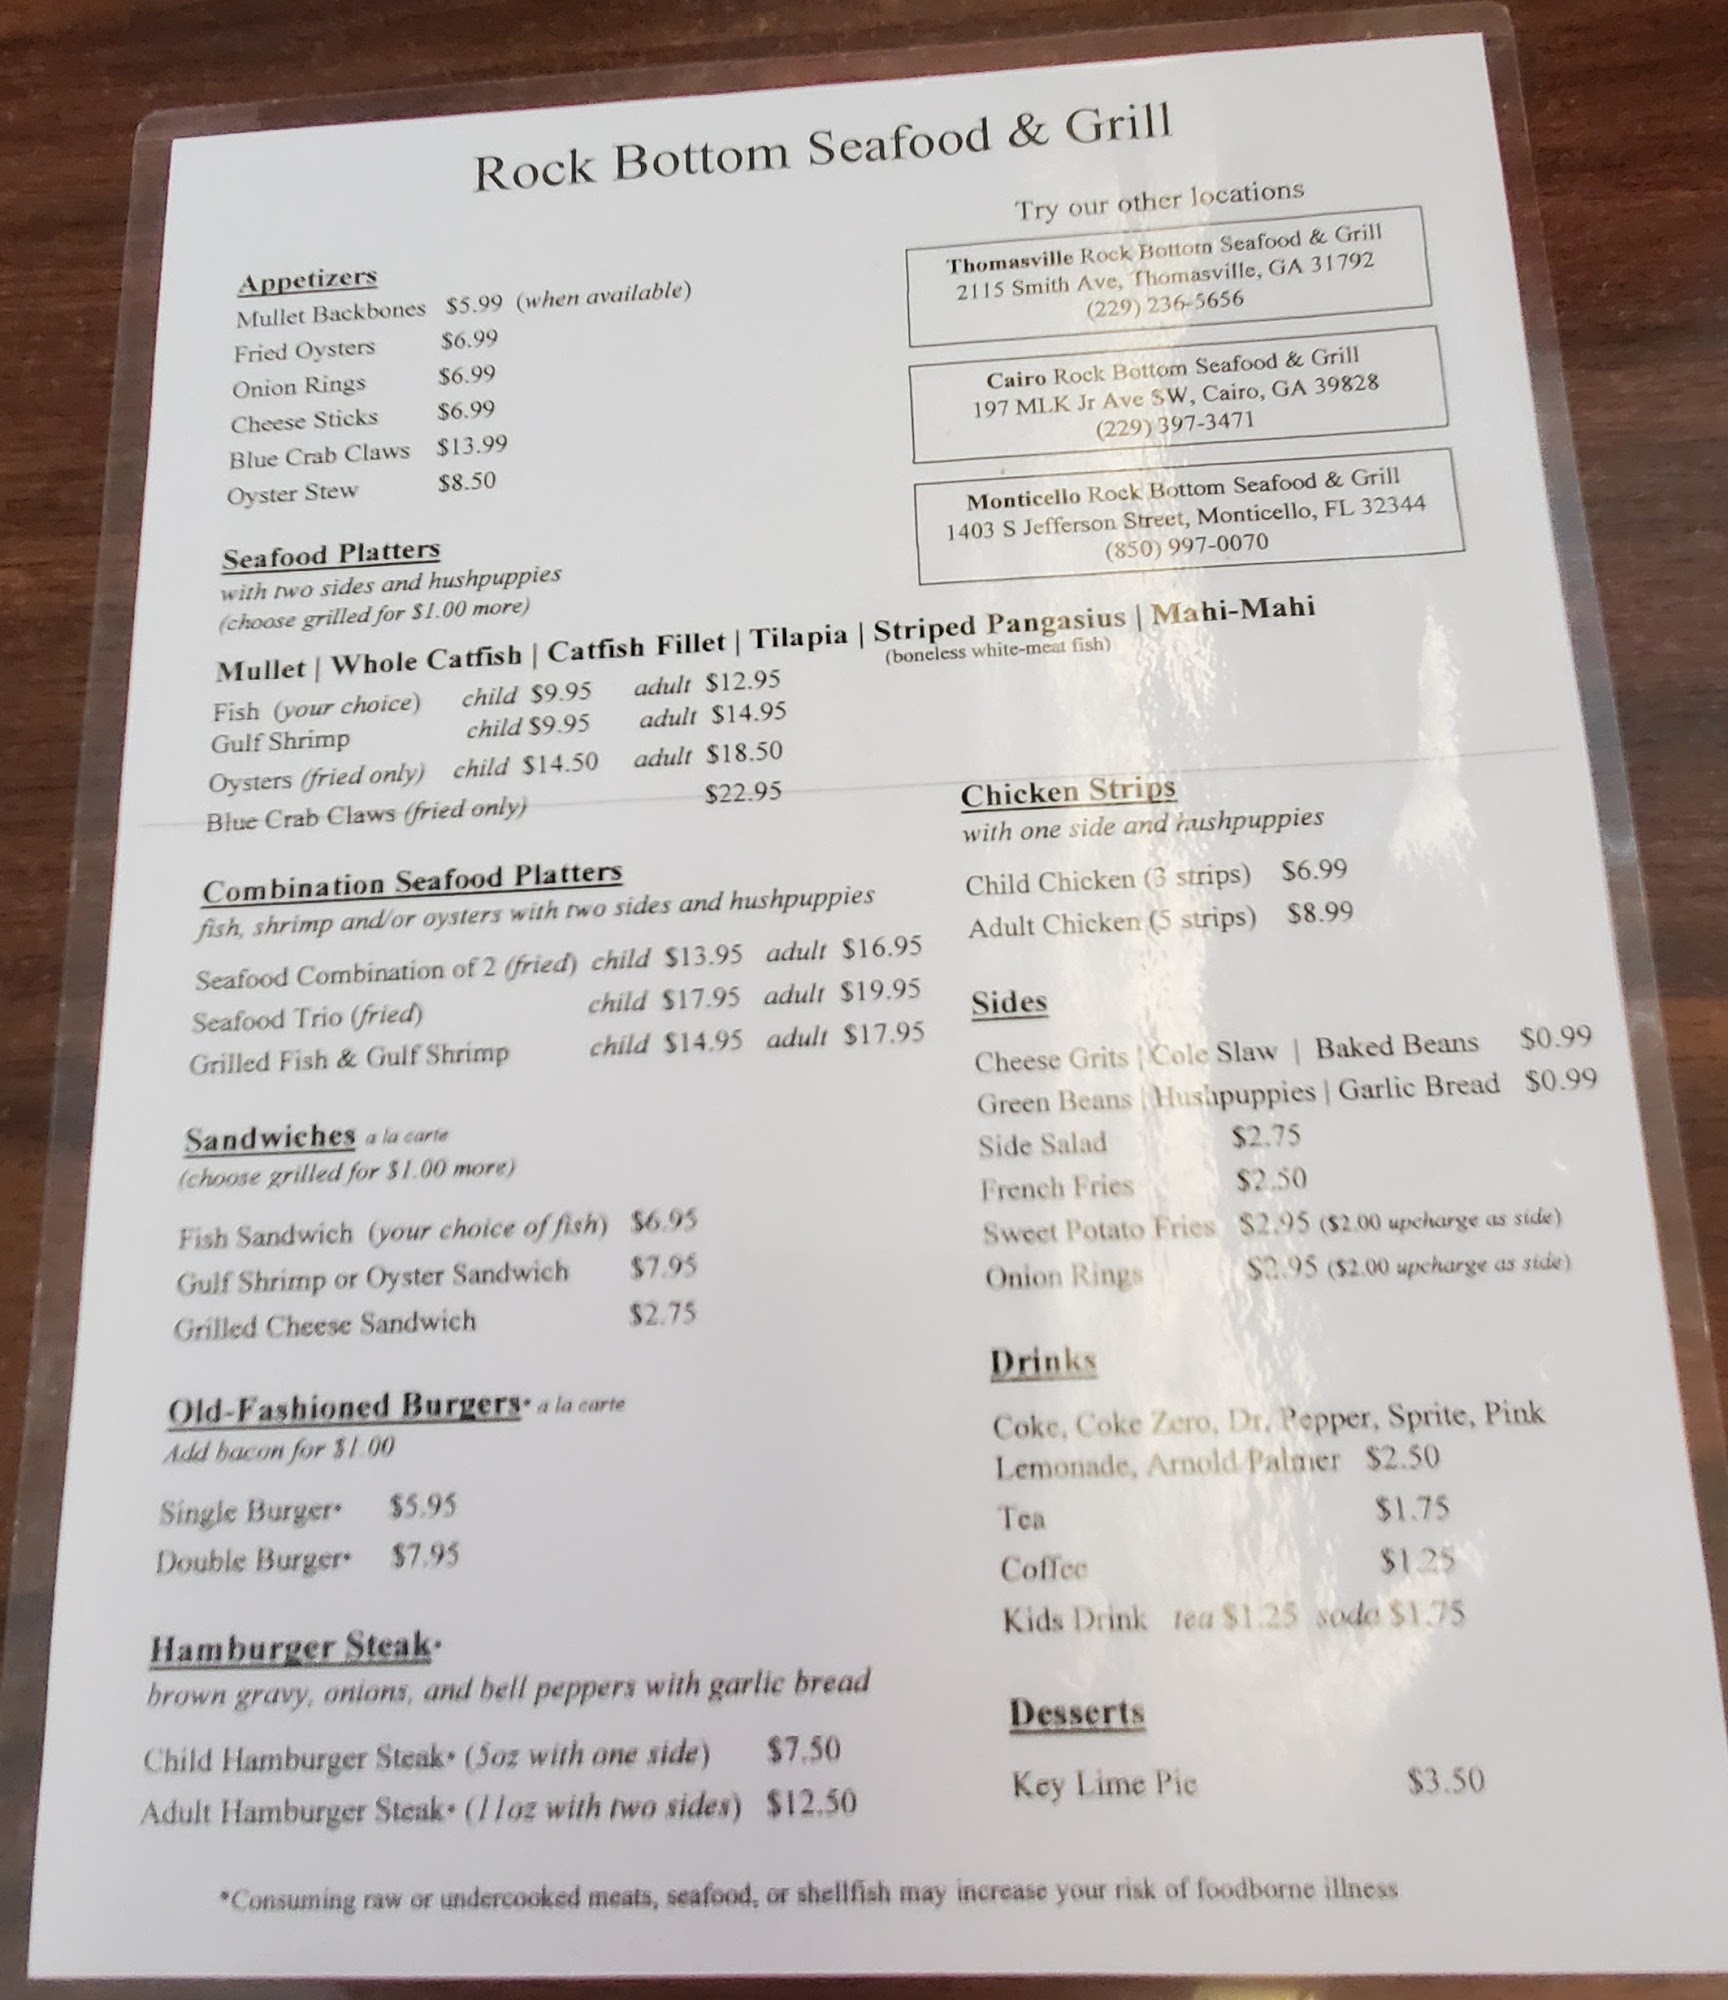 Rock Bottom Seafood & Grill
Try our other locations
Thomasville Rock Bottom Seafood & Grill
2115 Smith Ave, Thomasville, GA 31792
(229) 236-5656
Cairo Rock Bottom Seafood & Grill
197 MLK Jr Ave SW, Cairo, GA 39828
(229) 397-3471
Monticello Rock Bottom Seafood & Grill
1403 S Jefferson Street, Monticello, FL 32344
(850) 997-0070
Appetizers
Mullet Backbones $5.99 (when available)
Fried Oysters $6.99
Onion Rings $6.99
Cheese Sticks $6.99
Blue Crab Claws $13.99
Oyster Stew $8.50
Seafood Platters
with two sides and hushpuppies
(choose grilled for $1.00 more)
Mullet | Whole Catfish | Catfish Fillet | Tilapia | Striped Pangasius | Mahi-Mahi
(boneless white-meat fish)
Fish (your choice) child $9.95 adult $12.95
Gulf Shrimp child $9.95 adult $14.95
Oysters (fried only) child $14.50 adult $18.50
Blue Crab Claws (fried only) $22.95
Combination Seafood Platters
fish, shrimp and/or oysters with two sides and hushpuppies
Seafood Combination of 2 (fried) child $13.95 adult $16.95
Seafood Trio (fried) child $17.95 adult $19.95
Grilled Fish & Gulf Shrimp child $14.95 adult $17.95
Sandwiches a la carte
(choose grilled for $1.00 more)
Fish Sandwich (your choice of fish) $6.95
Gulf Shrimp or Oyster Sandwich $7.95
Grilled Cheese Sandwich $2.75
Old-Fashioned Burgers* a la carte
Add bacon for $1.00
Single Burger* $5.95
Double Burger* $7.95
Hamburger Steak*
brown gravy, onions, and bell peppers with garlic bread
Child Hamburger Steak* (5oz with one side) $7.50
Adult Hamburger Steak* (11oz with two sides) $12.50
Chicken Strips
with one side and hushpuppies
Child Chicken (3 strips) $6.99
Adult Chicken (5 strips) $8.99
Sides
Cheese Grits | Cole Slaw | Baked Beans $0.99
Green Beans | Hushpuppies | Garlic Bread $0.99
Side Salad $2.75
French Fries $2.50
Sweet Potato Fries $2.95 ($2.00 upcharge as side)
Onion Rings $2.95 ($2.00 upcharge as side)
Drinks
Coke, Coke Zero, Dr. Pepper, Sprite, Pink
Lemonade, Arnold Palmer $2.50
Tea $1.75
Coffee $1.25
Kids Drink tea $1.25 soda $1.75
Desserts
Key Lime Pie $3.50
*Consuming raw or undercooked meats, seafood, or shellfish may increase your risk of foodborne illness